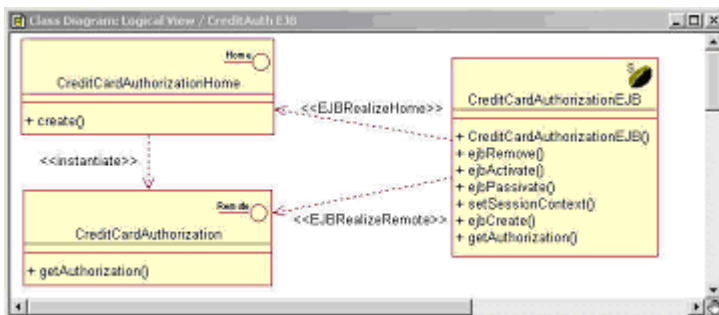 Class Diagram: Logical View / CreditAuth EJB
Home
CreditCardAuthorizationHome
+ create()
<<instantiate>>
Remote
CreditCardAuthorization
+ getAuthorization()
<<EJBRealizeHome>>
<<EJBRealizeRemote>>
S
CreditCardAuthorizationEJB
+ CreditCardAuthorizationEJB()
+ ejbRemove()
+ ejbActivate()
+ ejbPassivate()
+ setSessionContext()
+ ejbCreate()
+ getAuthorization()